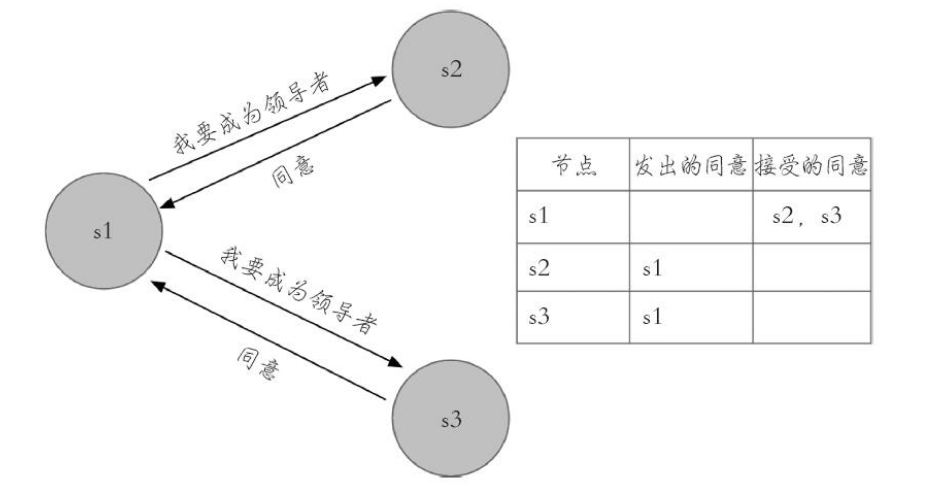 s2
我要成为领导者
同意
s1
我要成为领导者
同意
s3
节点 发出的同意 接受的同意
s1 s2, s3
s2 s1
s3 s1